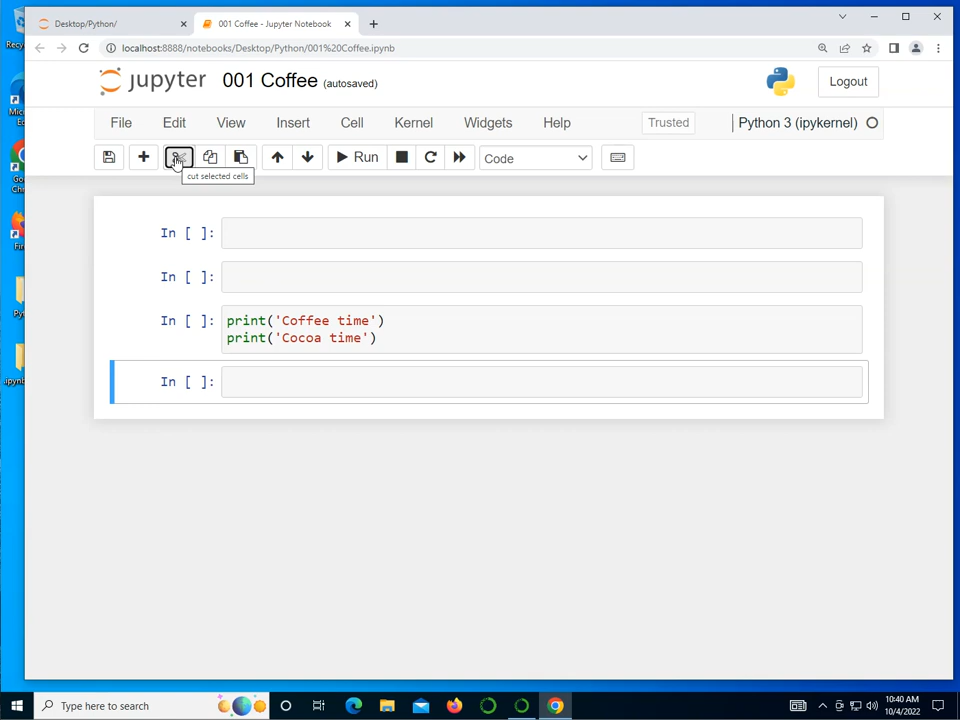 Desktop/Python/
001 Coffee - Jupyter Notebook
localhost:8888/notebooks/Desktop/Python/001%20Coffee.ipynb
jupyter 001 Coffee (autosaved)
Logout
File Edit View Insert Cell Kernel Widgets Help
Trusted
Python 3 (ipykernel)
Run
Code
cut selected cells
In [ ]:
In [ ]:
In [ ]:
print('Coffee time')
print('Cocoa time')
In [ ]:
Type here to search
10:40 AM
10/4/2022